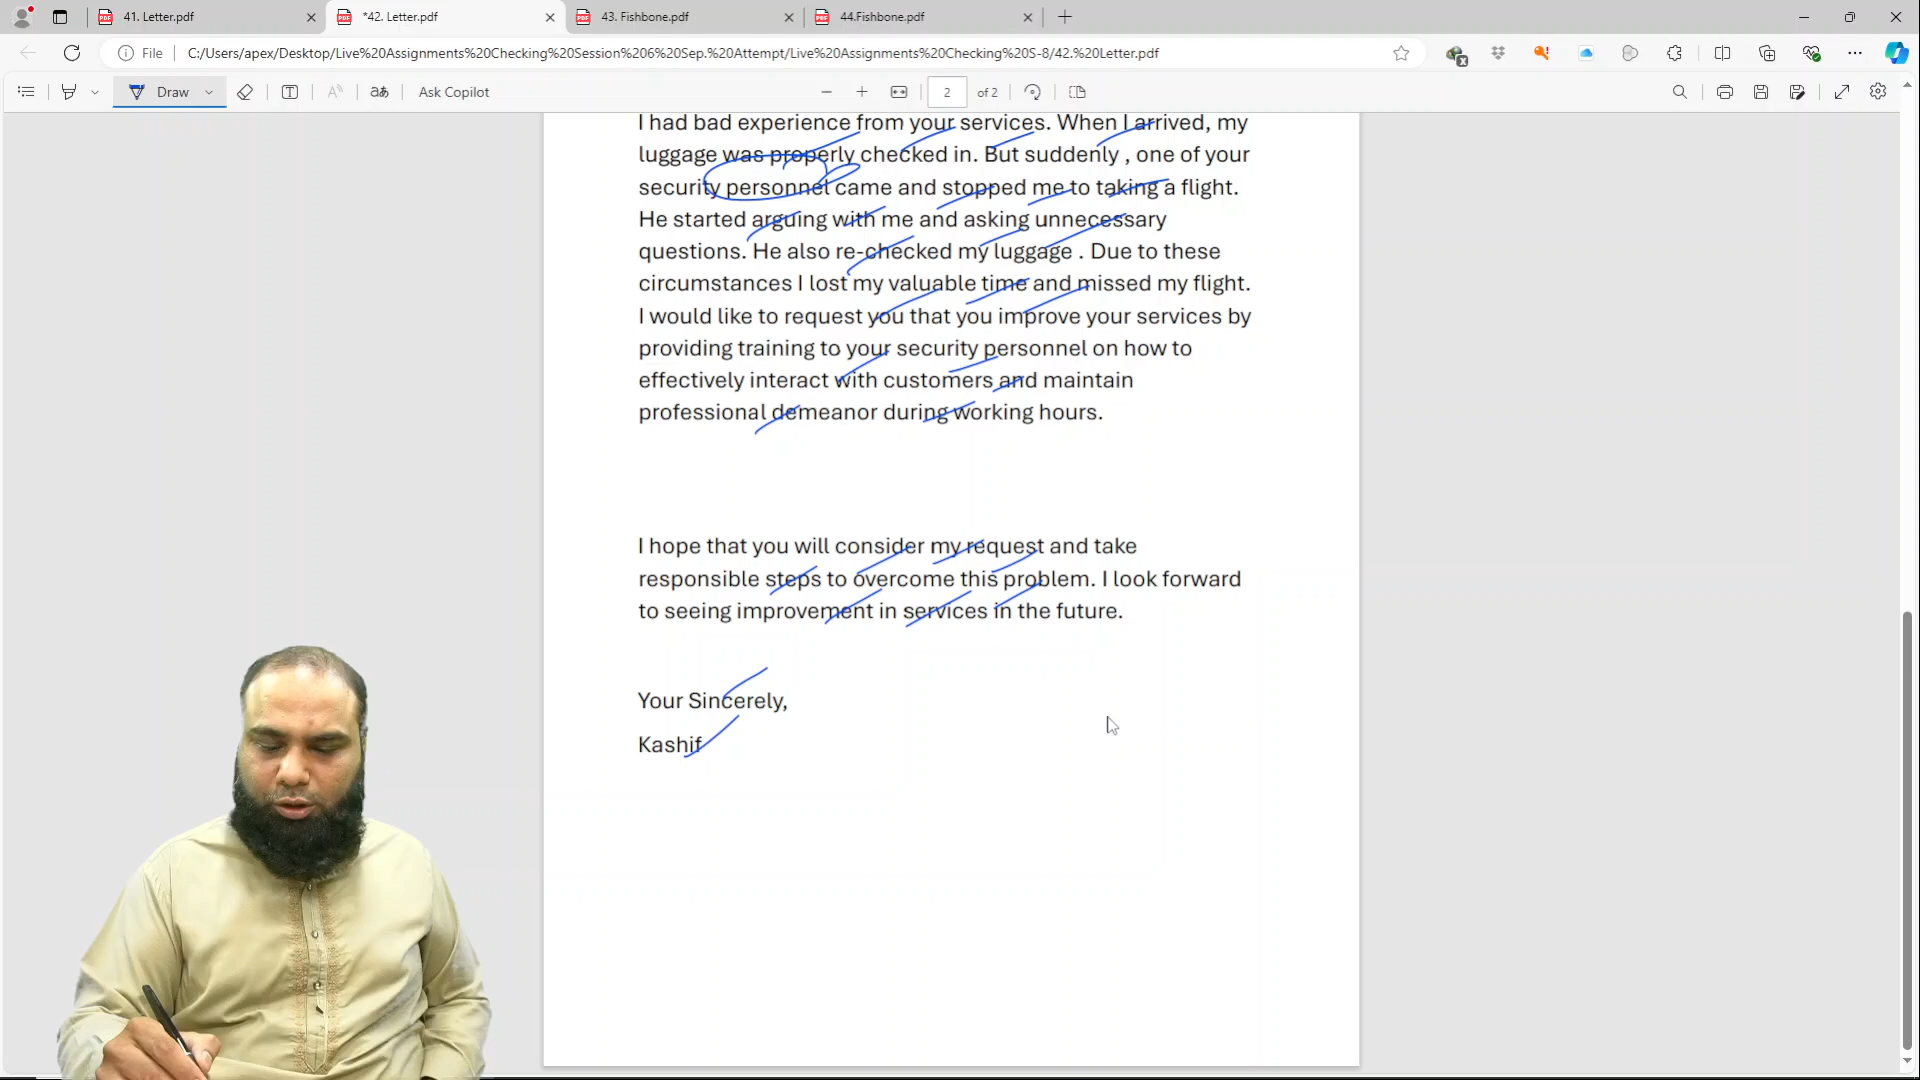 41. Letter.pdf
*42. Letter.pdf
43. Fishbone.pdf
44.Fishbone.pdf
File
C:/Users/apex/Desktop/Live%20Assignments%20Checking%20Session%206%20Sep.%20Attempt/Live%20Assignments%20Checking%20S-8/42.%20Letter.pdf
Draw
aあ
Ask Copilot
2 of 2
I had bad experience from your services. When I arrived, my
luggage was properly checked in. But suddenly , one of your
security personnel came and stopped me to taking a flight.
He started arguing with me and asking unnecessary
questions. He also re-checked my luggage . Due to these
circumstances I lost my valuable time and missed my flight.
I would like to request you that you improve your services by
providing training to your security personnel on how to
effectively interact with customers and maintain
professional demeanor during working hours.
I hope that you will consider my request and take
responsible steps to overcome this problem. I look forward
to seeing improvement in services in the future.
Your Sincerely,
Kashif